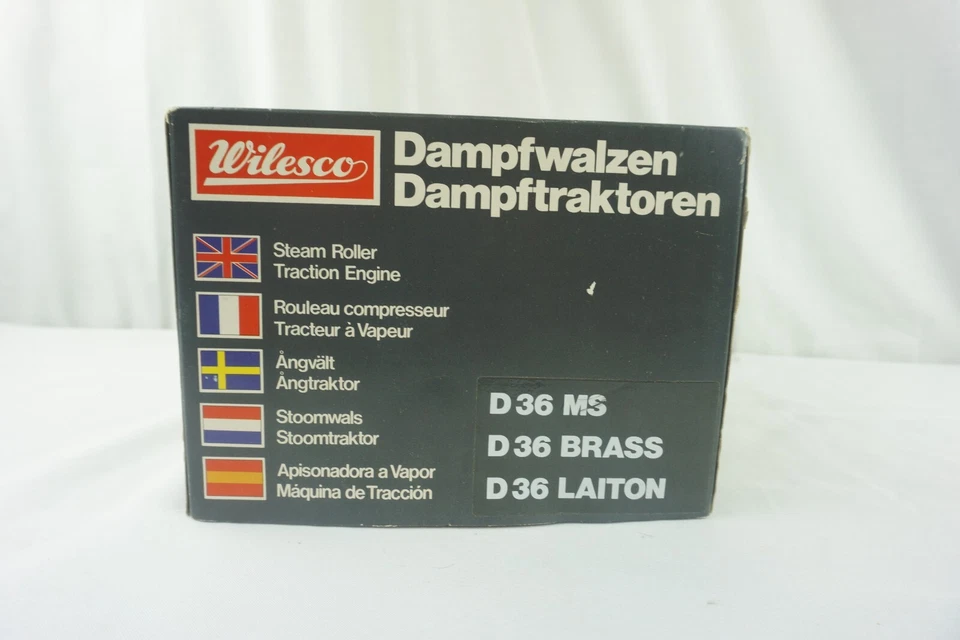 Wilesco
Dampfwalzen
Dampftraktoren
Steam Roller
Traction Engine
Rouleau compresseur
Tracteur à Vapeur
Ångvält
Ångtraktor
Stoomwals
Stoomtraktor
Apisonadora a Vapor
Máquina de Tracción
D 36 MS
D 36 BRASS
D 36 LAITON